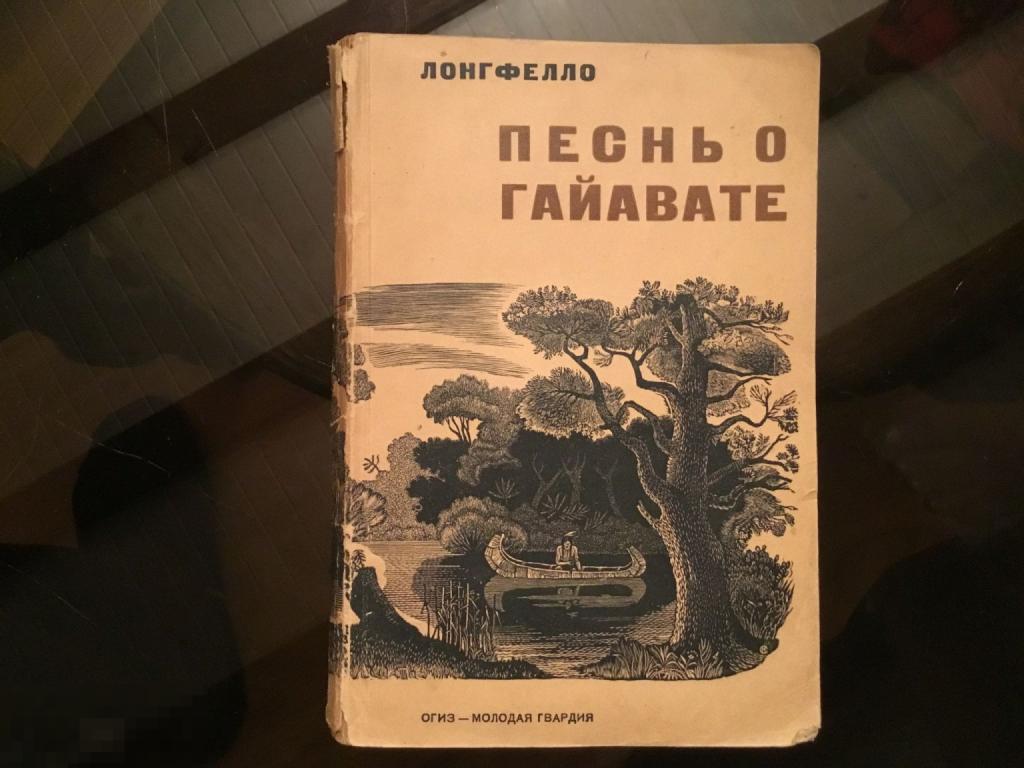 ЛОНГФЕЛЛО
ПЕСНЬ О
ГАЙАВАТЕ
ОГИЗ — МОЛОДАЯ ГВАРДИЯ